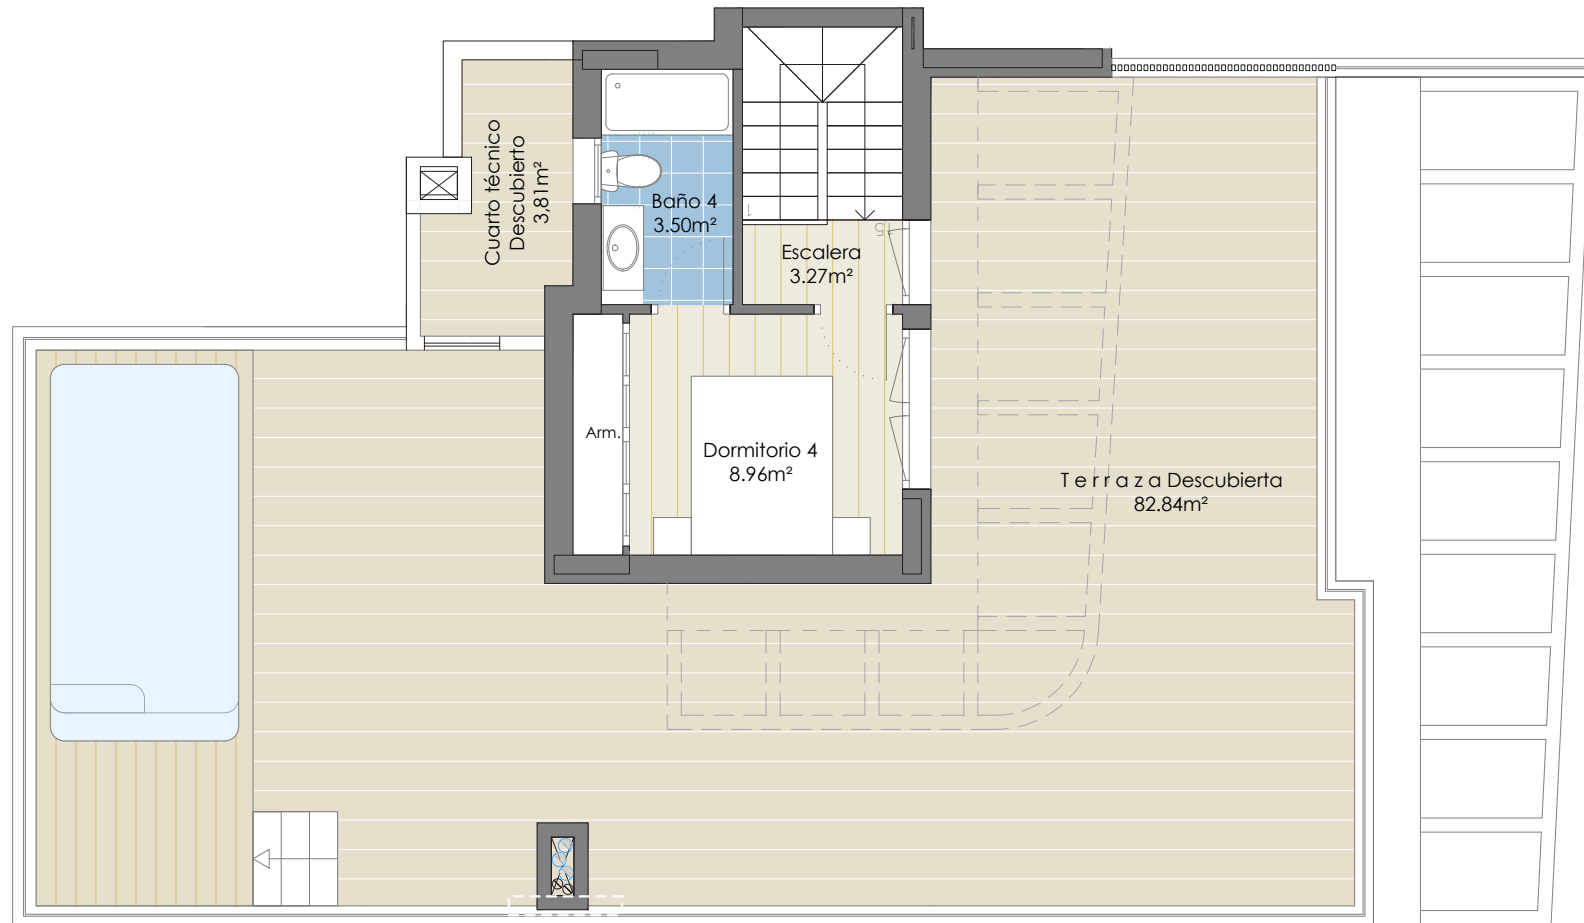 Cuarto técnico
Descubierto
3,81m²
Baño 4
3.50m²
Escalera
3.27m²
Arm.
Dormitorio 4
8.96m²
Terraza Descubierta
82.84m²